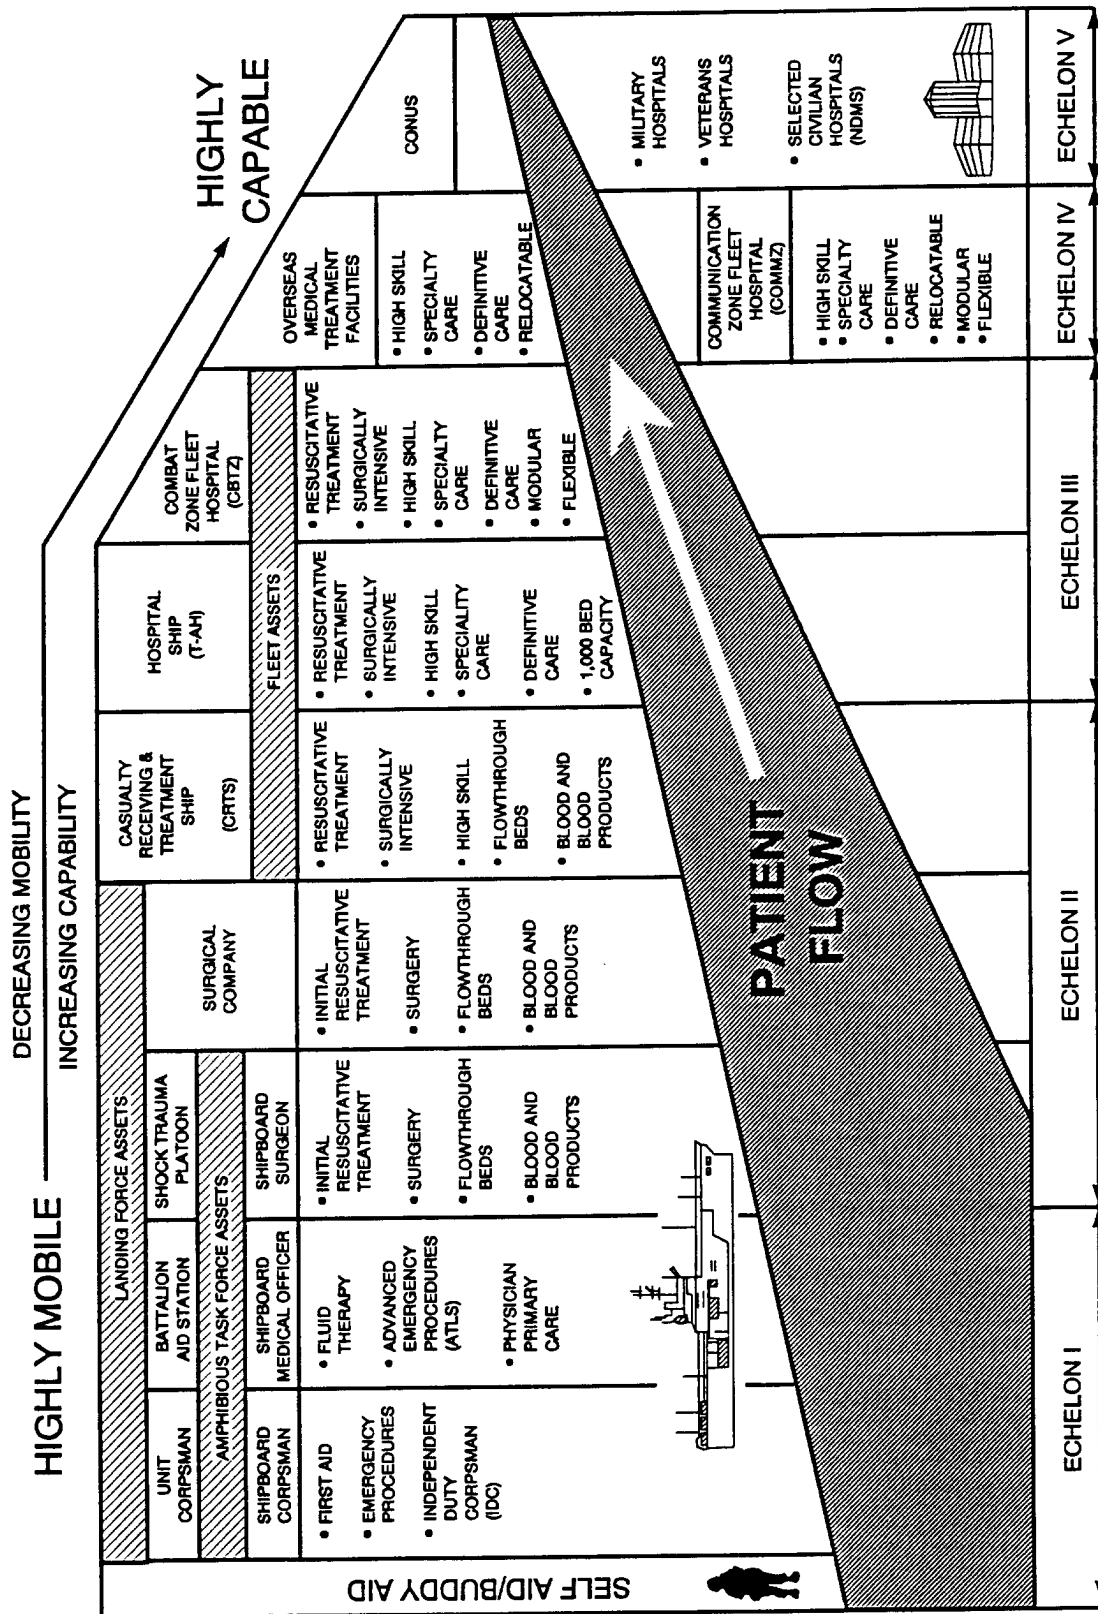 HIGHLY MOBILE
DECREASING MOBILITY
INCREASING CAPABILITY
HIGHLY
CAPABLE
SELF AID/BUDDY AID
LANDING FORCE ASSETS
UNIT
CORPSMAN
BATTALION
AID STATION
SHOCK TRAUMA
PLATOON
AMPHIBIOUS TASK FORCE ASSETS
SHIPBOARD
CORPSMAN
SHIPBOARD
MEDICAL OFFICER
SHIPBOARD
SURGEON
SURGICAL
COMPANY
CASUALTY
RECEIVING &
TREATMENT
SHIP
(CRTS)
HOSPITAL
SHIP
(T-AH)
COMBAT
ZONE FLEET
HOSPITAL
(CBTZ)
FLEET ASSETS
OVERSEAS
MEDICAL
TREATMENT
FACILITIES
CONUS
• FIRST AID
• EMERGENCY
PROCEDURES
• INDEPENDENT
DUTY
CORPSMAN
(IDC)
• FLUID
THERAPY
• ADVANCED
EMERGENCY
PROCEDURES
(ATLS)
• PHYSICIAN
PRIMARY
CARE
• INITIAL
RESUSCITATIVE
TREATMENT
• SURGERY
• FLOWTHROUGH
BEDS
• BLOOD AND
BLOOD
PRODUCTS
• INITIAL
RESUSCITATIVE
TREATMENT
• SURGERY
• FLOWTHROUGH
BEDS
• BLOOD AND
BLOOD
PRODUCTS
• RESUSCITATIVE
TREATMENT
• SURGICALLY
INTENSIVE
• HIGH SKILL
• FLOWTHROUGH
BEDS
• BLOOD AND
BLOOD
PRODUCTS
• RESUSCITATIVE
TREATMENT
• SURGICALLY
INTENSIVE
• HIGH SKILL
• SPECIALITY
CARE
• DEFINITIVE
CARE
• 1,000 BED
CAPACITY
• RESUSCITATIVE
TREATMENT
• SURGICALLY
INTENSIVE
• HIGH SKILL
• SPECIALTY
CARE
• DEFINITIVE
CARE
• MODULAR
• FLEXIBLE
• HIGH SKILL
• SPECIALTY
CARE
• DEFINITIVE
CARE
• RELOCATABLE
COMMUNICATION
ZONE FLEET
HOSPITAL
(COMMZ)
• HIGH SKILL
• SPECIALTY
CARE
• DEFINITIVE
CARE
• RELOCATABLE
• MODULAR
• FLEXIBLE
• MILITARY
HOSPITALS
• VETERANS
HOSPITALS
• SELECTED
CIVILIAN
HOSPITALS
(NDMS)
PATIENT
FLOW
ECHELON I
ECHELON II
ECHELON III
ECHELON IV
ECHELON V